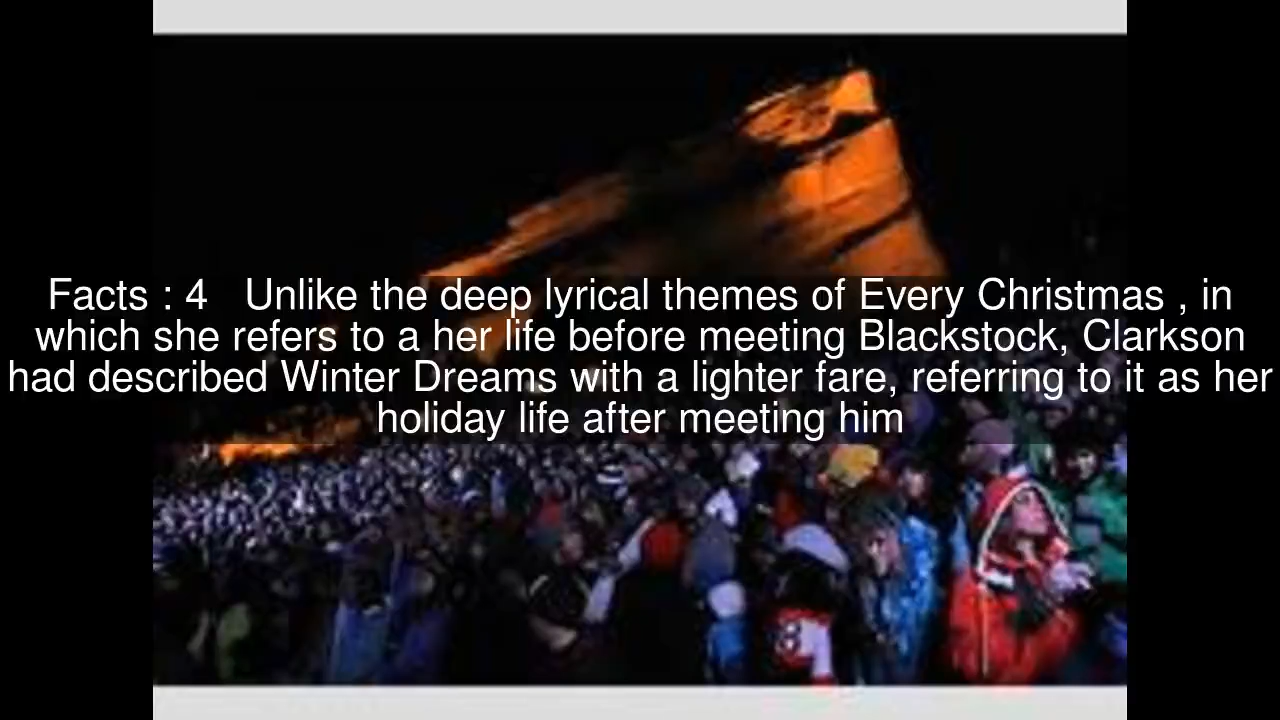 Facts : 4   Unlike the deep lyrical themes of Every Christmas , in
which she refers to a her life before meeting Blackstock, Clarkson
had described Winter Dreams with a lighter fare, referring to it as her
holiday life after meeting him
8